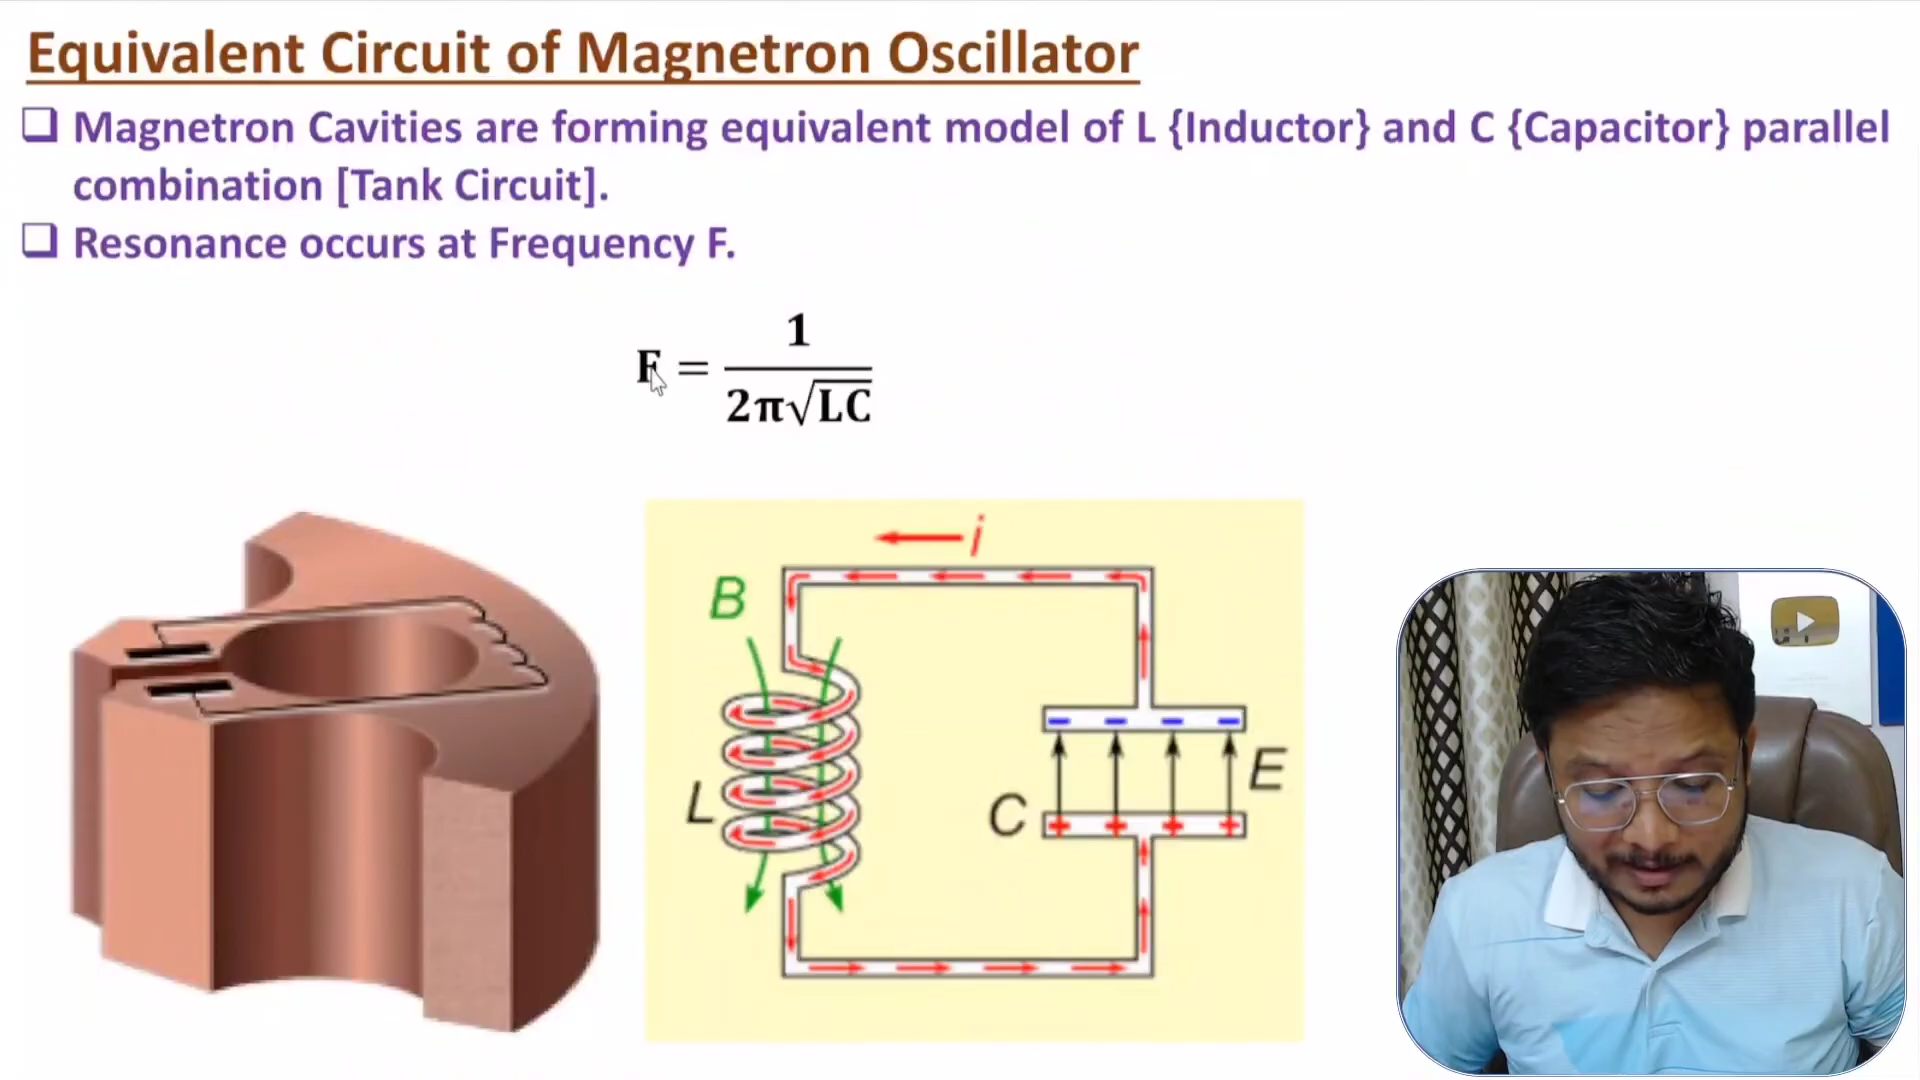 Equivalent Circuit of Magnetron Oscillator
❑ Magnetron Cavities are forming equivalent model of L {Inductor} and C {Capacitor} parallel
combination [Tank Circuit].
❑ Resonance occurs at Frequency F.
F = 1 / 2π√LC
i
B
L
C
E